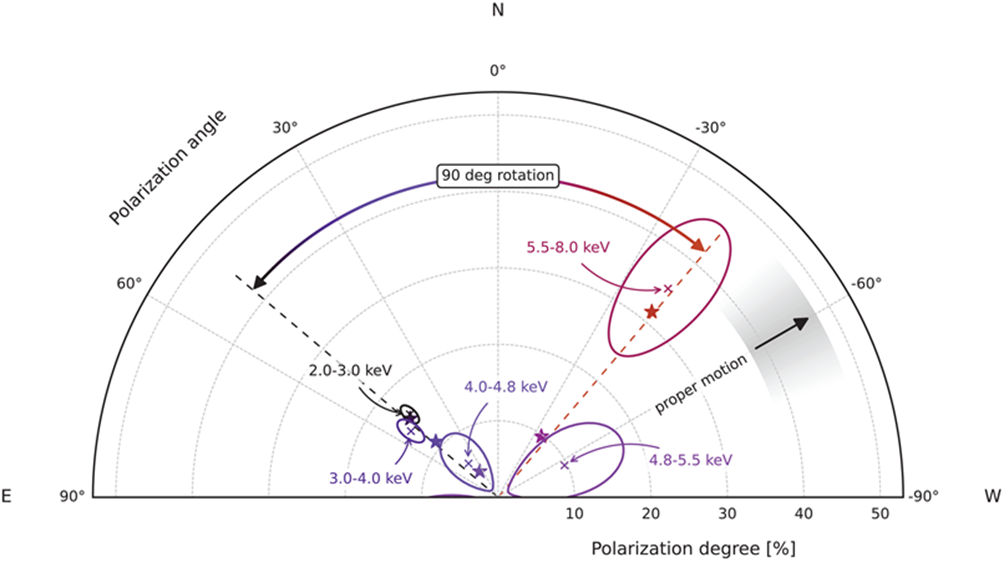 N
0°
30°
-30°
Polarization angle
90 deg rotation
5.5-8.0 keV
60°
-60°
proper motion
2.0-3.0 keV
4.0-4.8 keV
3.0-4.0 keV
4.8-5.5 keV
E
90°
-90°
W
10
20
30
40
50
Polarization degree [%]